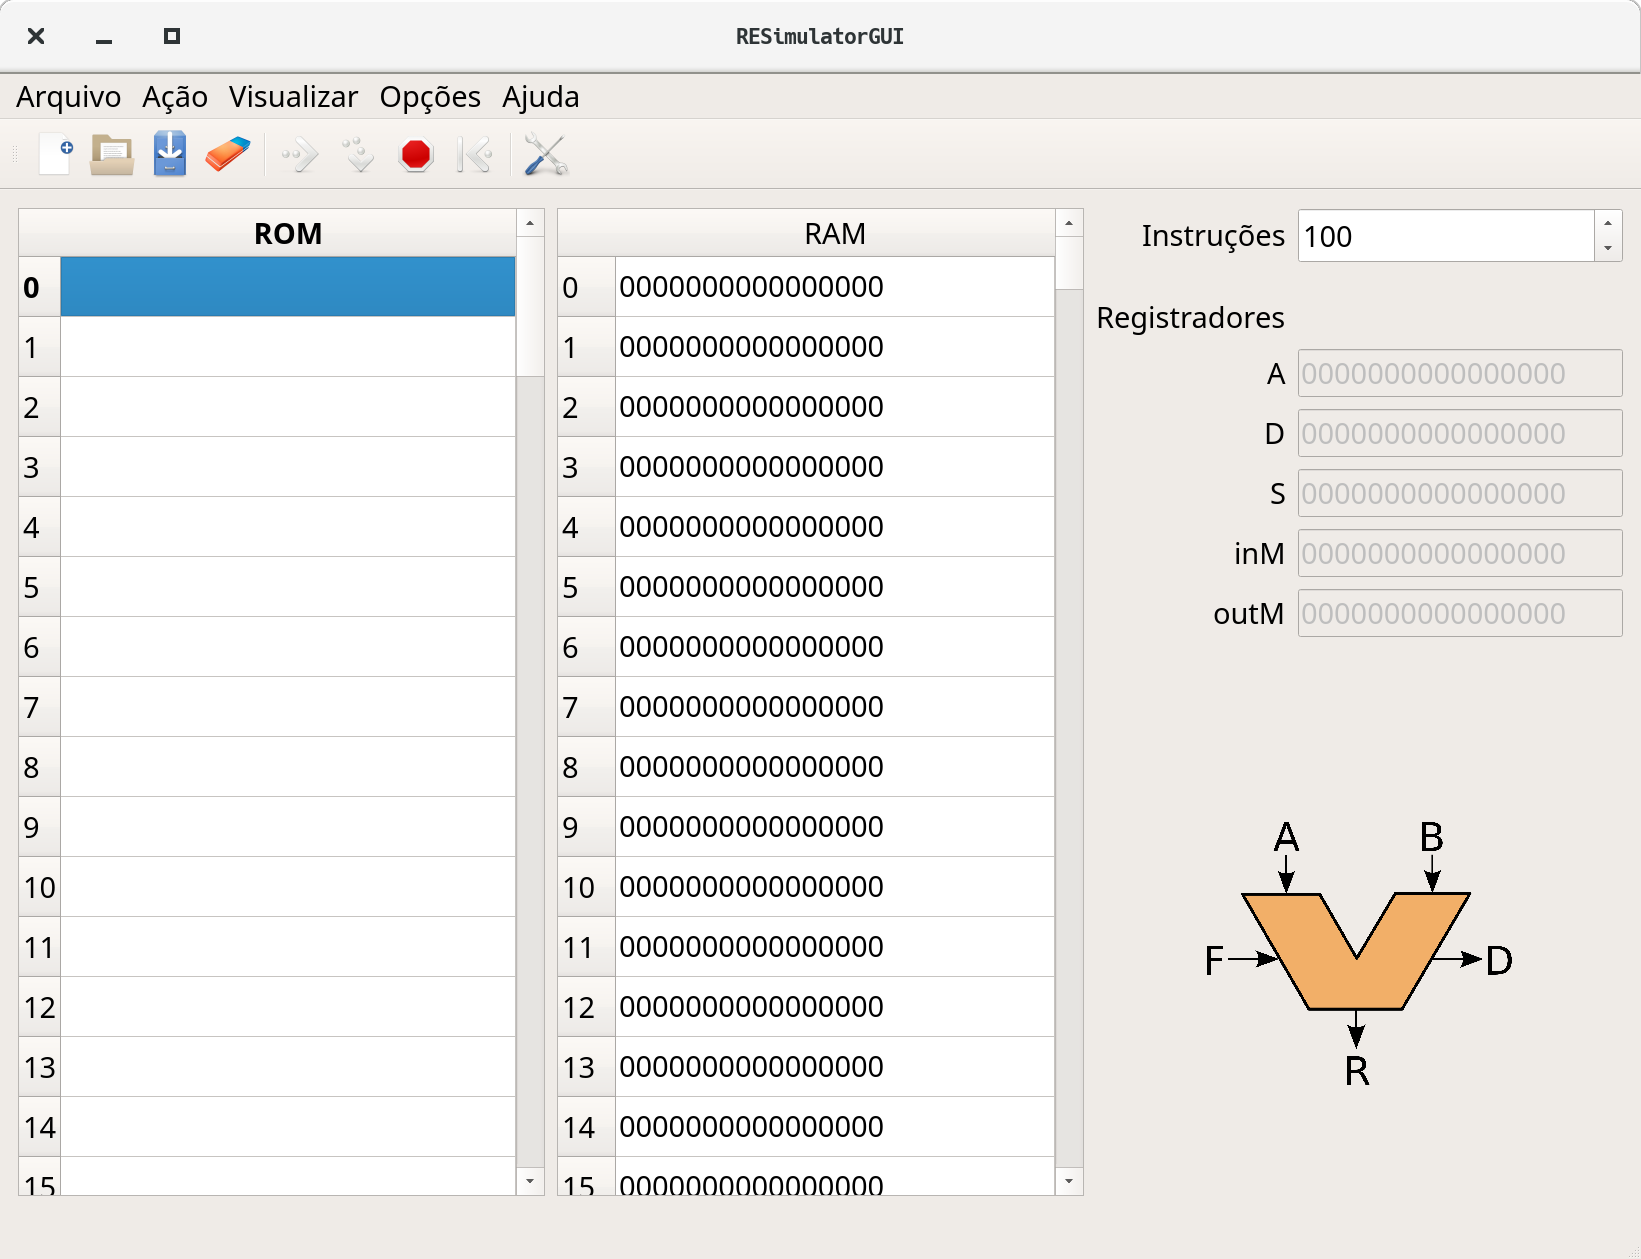 RESimulatorGUI
Arquivo Ação Visualizar Opções Ajuda
ROM
0
1
2
3
4
5
6
7
8
9
10
11
12
13
14
15
RAM
0 0000000000000000
1 0000000000000000
2 0000000000000000
3 0000000000000000
4 0000000000000000
5 0000000000000000
6 0000000000000000
7 0000000000000000
8 0000000000000000
9 0000000000000000
10 0000000000000000
11 0000000000000000
12 0000000000000000
13 0000000000000000
14 0000000000000000
15 0000000000000000
Instruções 100
Registradores
A 0000000000000000
D 0000000000000000
S 0000000000000000
inM 0000000000000000
outM 0000000000000000
A B
F D
R